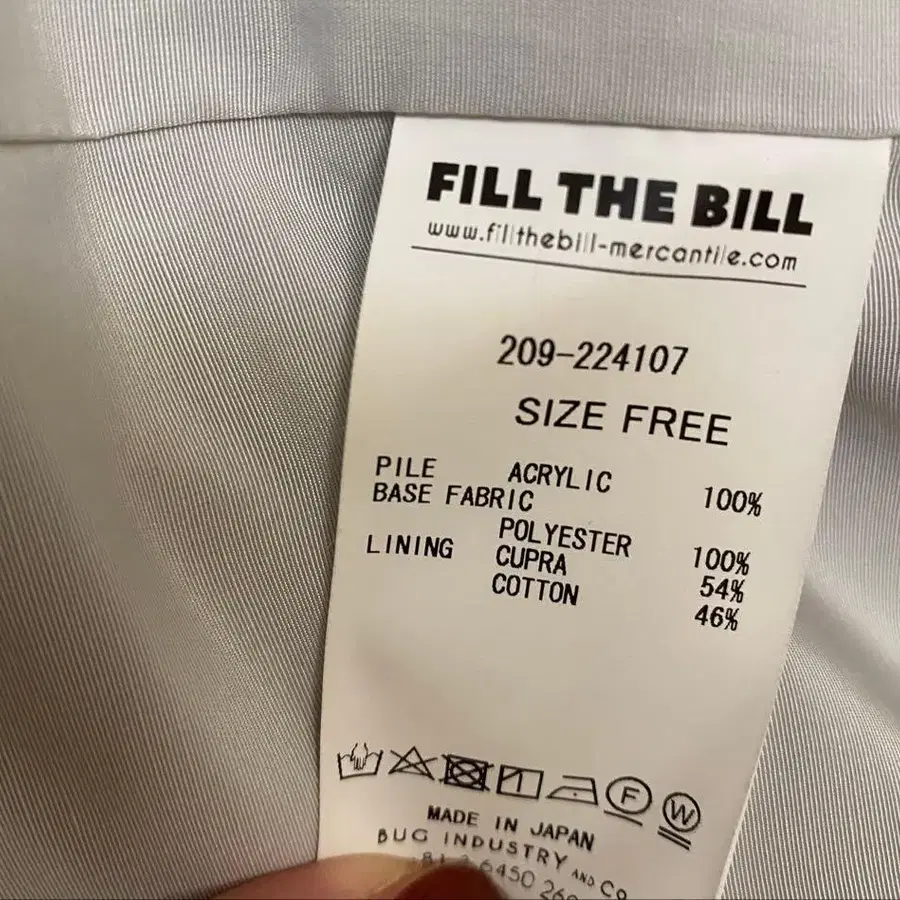 FILL THE BILL
www.fillthebill-mercantile.com
209-224107
SIZE FREE
PILE ACRYLIC 100%
BASE FABRIC
POLYESTER 100%
LINING CUPRA 54%
COTTON 46%
F W
MADE IN JAPAN
BUG INDUSTRY AND CO
6450